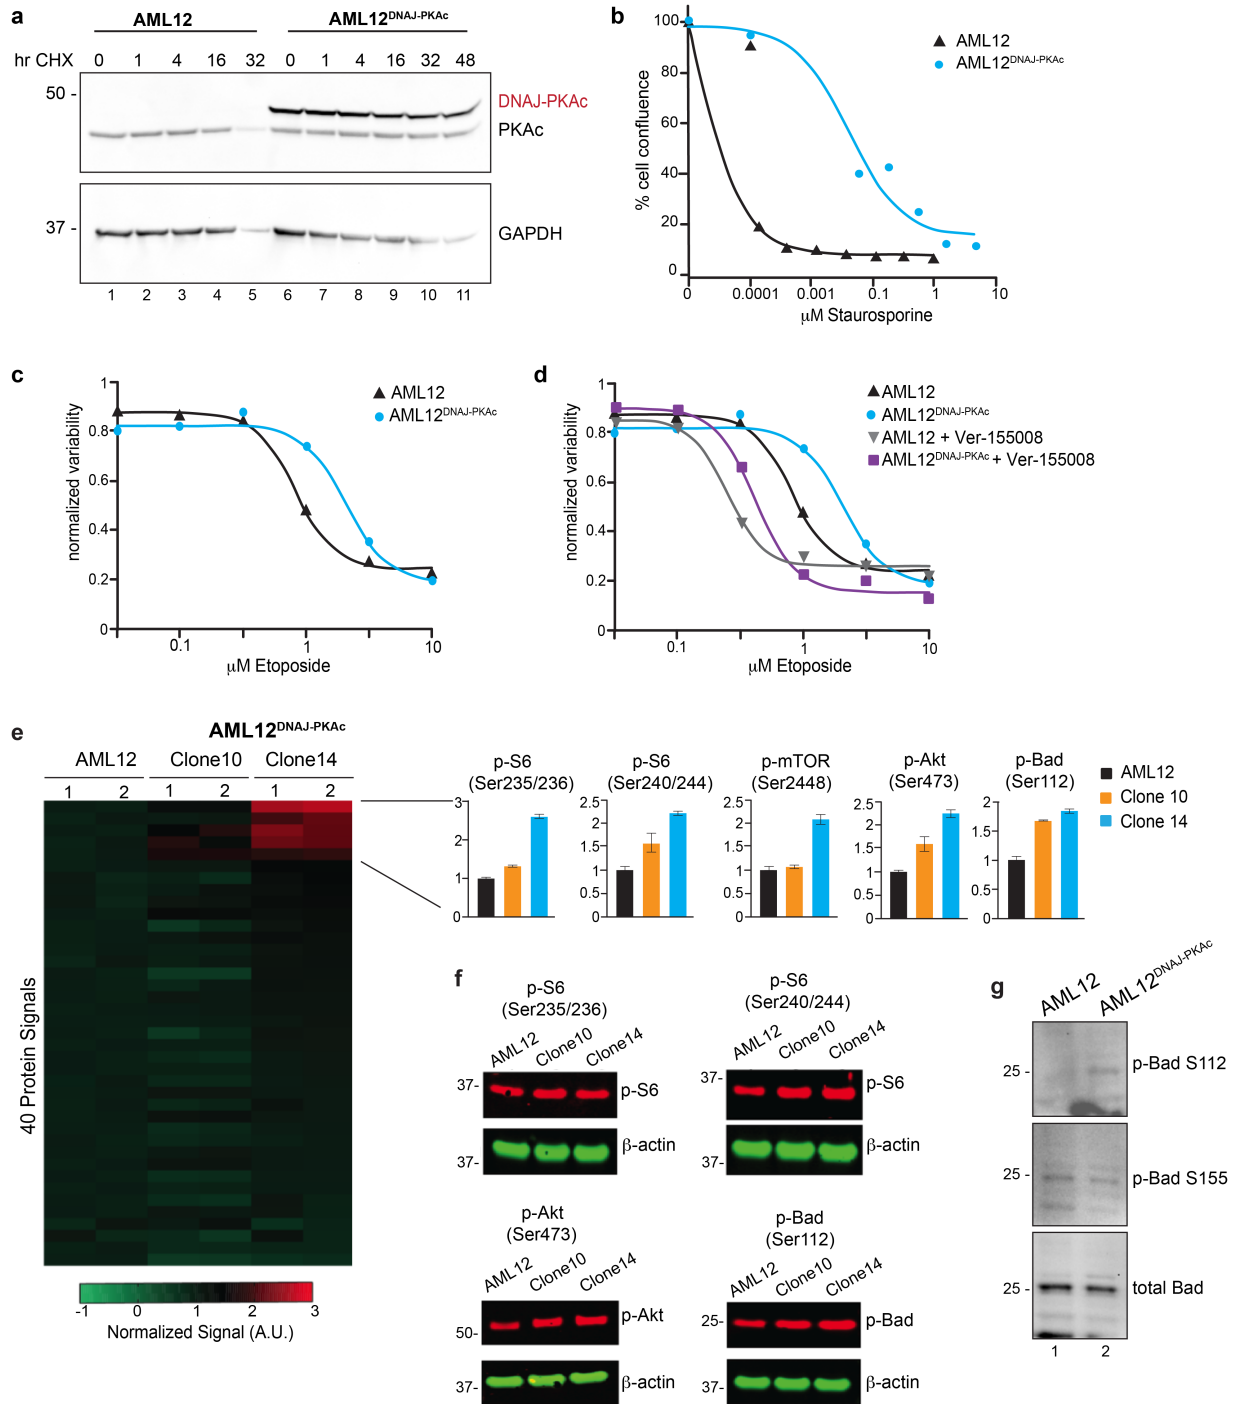 a
AML12
AML12DNAJ-PKAc
hr CHX 0 1 4 16 32 0 1 4 16 32 48
50 -
DNAJ-PKAc
PKAc
37 -
GAPDH
1 2 3 4 5 6 7 8 9 10 11
b
100
80
60
40
20
0
% cell confluence
0 0.0001 0.001 0.1 1 10
μM Staurosporine
AML12
AML12DNAJ-PKAc
c
1
0.8
0.6
0.4
0.2
0
normalized variability
0.1 1 10
μM Etoposide
AML12
AML12DNAJ-PKAc
d
1
0.8
0.6
0.4
0.2
0
normalized variability
0.1 1 10
μM Etoposide
AML12
AML12DNAJ-PKAc
AML12 + Ver-155008
AML12DNAJ-PKAc + Ver-155008
e
AML12DNAJ-PKAc
AML12 Clone10 Clone14
1 2 1 2 1 2
40 Protein Signals
-1 0 1 2 3
Normalized Signal (A.U.)
p-S6
(Ser235/236)
3
2
1
0
p-S6
(Ser240/244)
2.5
2
1.5
1
0.5
0
p-mTOR
(Ser2448)
2.5
2
1.5
1
0.5
0
p-Akt
(Ser473)
2.5
2
1.5
1
0.5
0
p-Bad
(Ser112)
2
1.5
1
0.5
0
AML12
Clone 10
Clone 14
f
p-S6
(Ser235/236)
AML12 Clone10 Clone14
37-
p-S6
37-
β-actin
p-S6
(Ser240/244)
AML12 Clone10 Clone14
37-
p-S6
37-
β-actin
p-Akt
(Ser473)
AML12 Clone10 Clone14
50-
p-Akt
37-
β-actin
p-Bad
(Ser112)
AML12 Clone10 Clone14
25-
p-Bad
37-
β-actin
g
AML12 AML12DNAJ-PKAc
25 -
p-Bad S112
25 -
p-Bad S155
25 -
total Bad
1 2